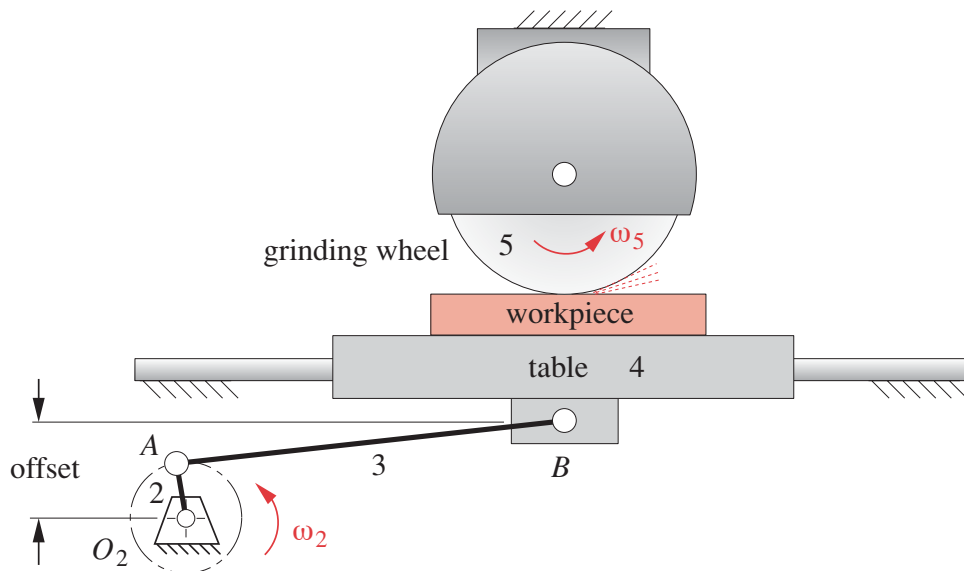 5
ω5
grinding wheel
workpiece
table 4
A
offset
3
B
2
ω2
O2